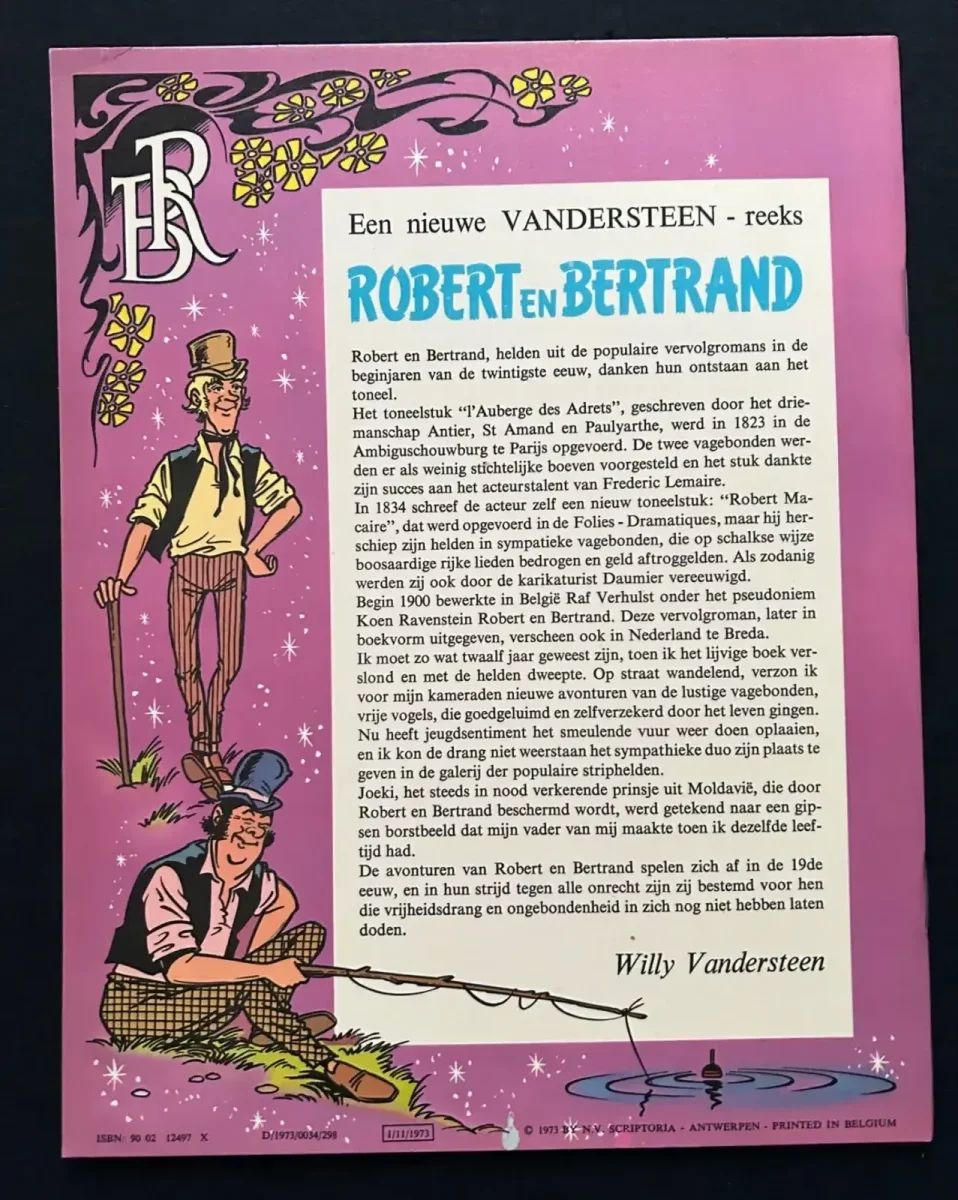 BR
Een nieuwe VANDERSTEEN - reeks
ROBERT EN BERTRAND
Robert en Bertrand, helden uit de populaire vervolgromans in de
beginjaren van de twintigste eeuw, danken hun ontstaan aan het
toneel.
Het toneelstuk “l’Auberge des Adrets”, geschreven door het drie-
manschap Antier, St Amand en Paulyarthe, werd in 1823 in de
Ambiguschouwburg te Parijs opgevoerd. De twee vagebonden wer-
den er als weinig stichtelijke boeven voorgesteld en het stuk dankte
zijn succes aan het acteurstalent van Frederic Lemaire.
In 1834 schreef de acteur zelf een nieuw toneelstuk: “Robert Ma-
caire”, dat werd opgevoerd in de Folies - Dramatiques, maar hij her-
schiep zijn helden in sympatieke vagebonden, die op schalkse wijze
boosaardige rijke lieden bedrogen en geld aftroggelden. Als zodanig
werden zij ook door de karikaturist Daumier vereeuwigd.
Begin 1900 bewerkte in België Raf Verhulst onder het pseudoniem
Koen Ravenstein Robert en Bertrand. Deze vervolgroman, later in
boekvorm uitgegeven, verscheen ook in Nederland te Breda.
Ik moet zo wat twaalf jaar geweest zijn, toen ik het lijvige boek ver-
slond en met de helden dweepte. Op straat wandelend, verzon ik
voor mijn kameraden nieuwe avonturen van de lustige vagebonden,
vrije vogels, die goedgeluimd en zelfverzekerd door het leven gingen.
Nu heeft jeugdsentiment het smeulende vuur weer doen oplaaien,
en ik kon de drang niet weerstaan het sympathieke duo zijn plaats te
geven in de galerij der populaire striphelden.
Joeki, het steeds in nood verkerende prinsje uit Moldavië, die door
Robert en Bertrand beschermd wordt, werd getekend naar een gip-
sen borstbeeld dat mijn vader van mij maakte toen ik dezelfde leef-
tijd had.
De avonturen van Robert en Bertrand spelen zich af in de 19de
eeuw, en in hun strijd tegen alle onrecht zijn zij bestemd voor hen
die vrijheidsdrang en ongebondenheid in zich nog niet hebben laten
doden.
Willy Vandersteen
ISBN: 90 02 12497 X D/1973/0034/298 1/11/1973 © 1973 BY N.V. SCRIPTORIA - ANTWERPEN - PRINTED IN BELGIUM